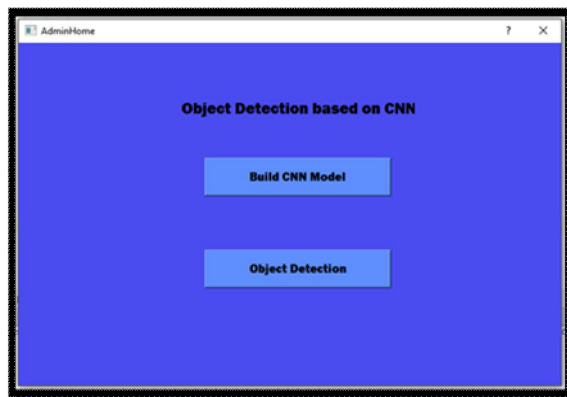 AdminHome
?
Object Detection based on CNN
Build CNN Model
Object Detection